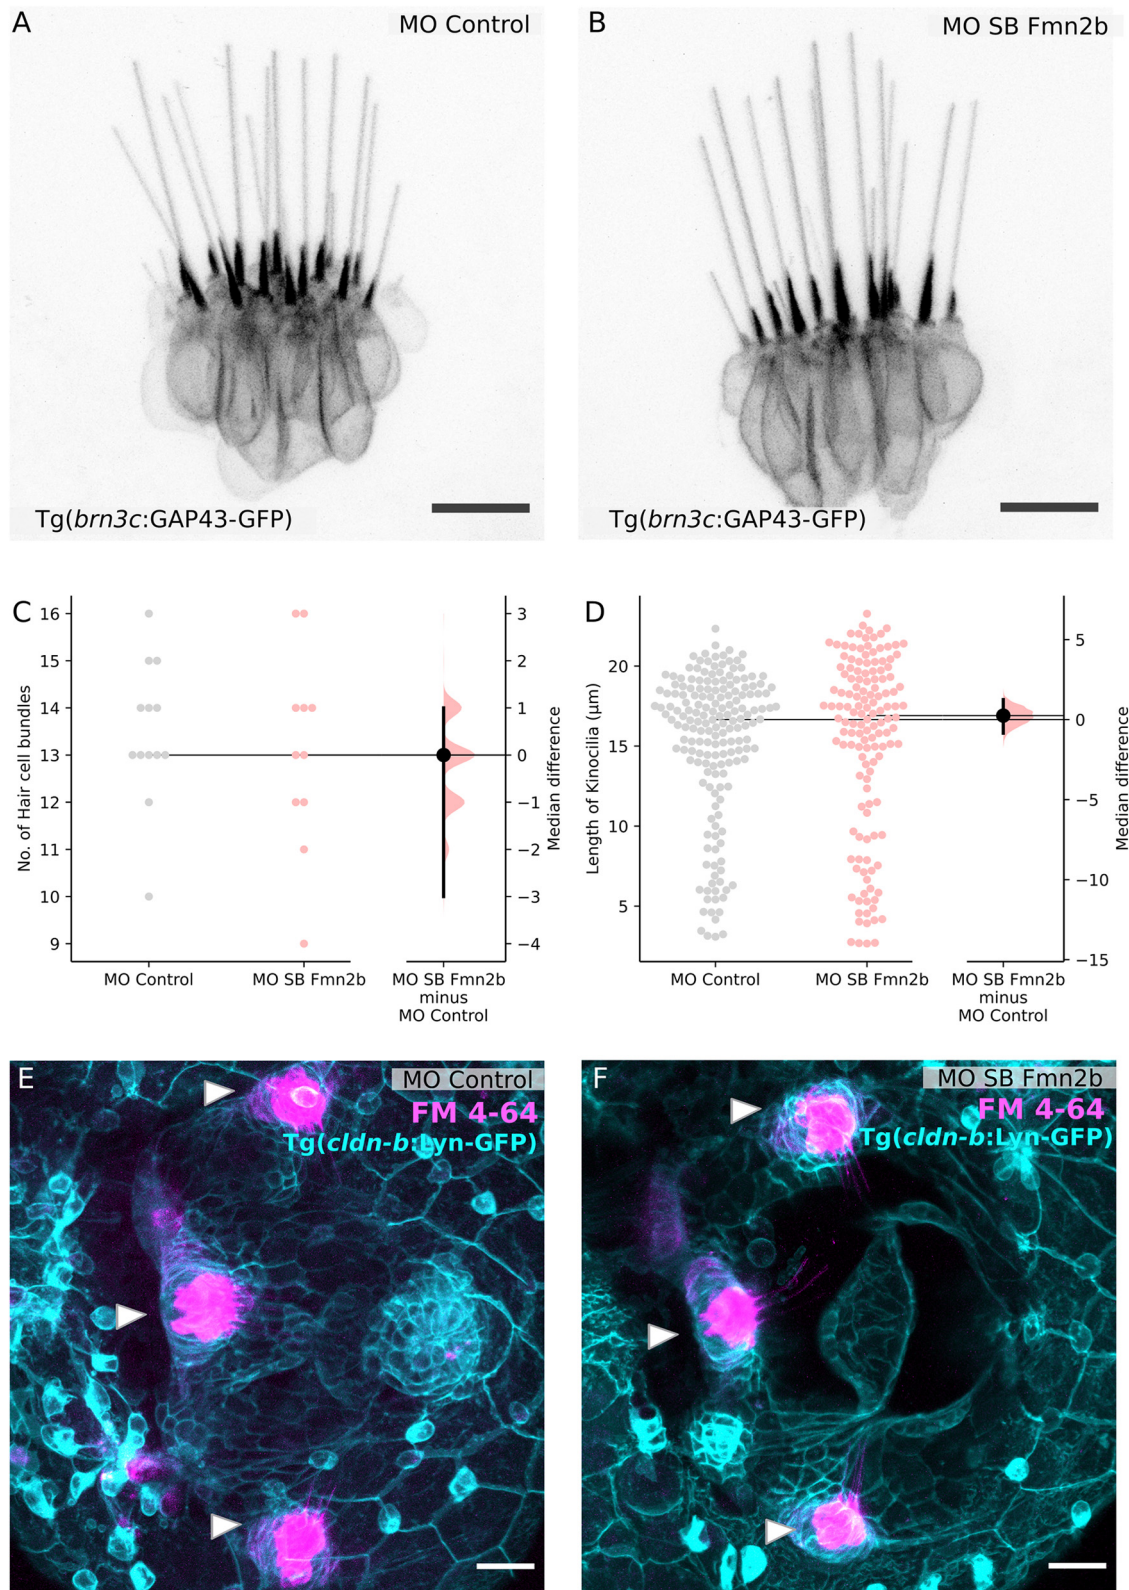 A
MO Control
B
MO SB Fmn2b
Tg(brn3c:GAP43-GFP)
Tg(brn3c:GAP43-GFP)
C
No. of Hair cell bundles
16
15
14
13
12
11
10
9
3
2
1
0
−1
−2
−3
−4
Median difference
MO Control
MO SB Fmn2b
MO SB Fmn2b
minus
MO Control
D
Length of Kinocilia (μm)
20
15
10
5
5
0
−5
−10
−15
Median difference
MO Control
MO SB Fmn2b
MO SB Fmn2b
minus
MO Control
E
MO Control
FM 4-64
Tg(cldn-b:Lyn-GFP)
F
MO SB Fmn2b
FM 4-64
Tg(cldn-b:Lyn-GFP)